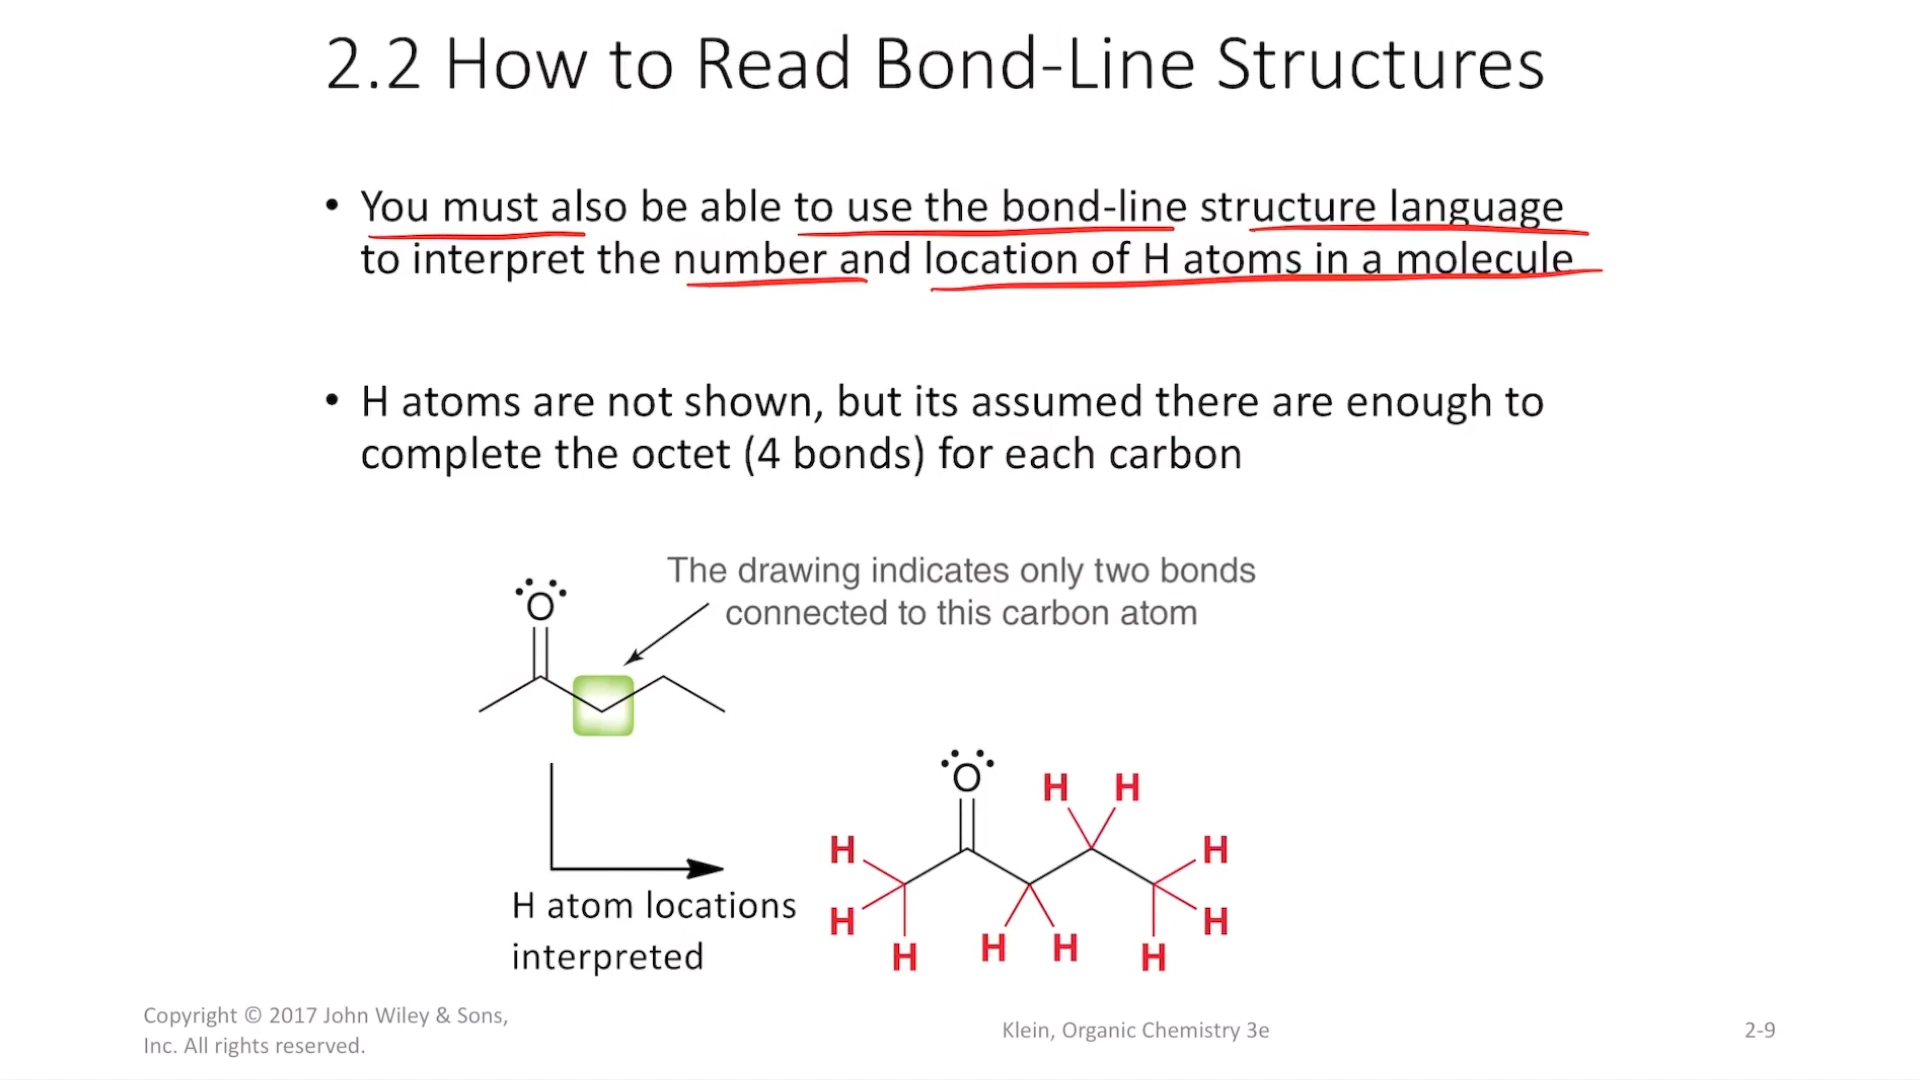 2.2 How to Read Bond-Line Structures
• You must also be able to use the bond-line structure language
to interpret the number and location of H atoms in a molecule
• H atoms are not shown, but its assumed there are enough to
complete the octet (4 bonds) for each carbon
The drawing indicates only two bonds
connected to this carbon atom
O
O
H H
H H
H atom locations
interpreted
H H
H H H H
Copyright © 2017 John Wiley & Sons,
Inc. All rights reserved.
Klein, Organic Chemistry 3e
2-9